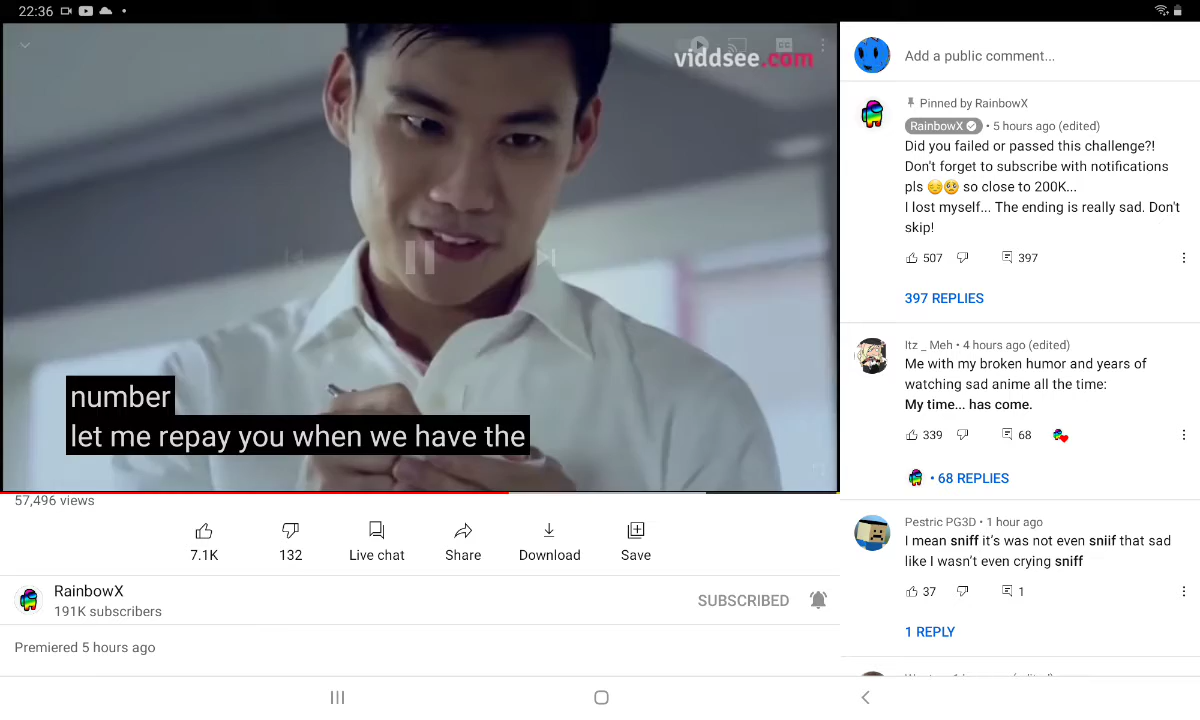 22:36
viddsee.com
CC
number
let me repay you when we have the
57,496 views
7.1K
132
Live chat
Share
Download
Save
RainbowX
191K subscribers
SUBSCRIBED
Premiered 5 hours ago
Add a public comment...
Pinned by RainbowX
RainbowX • 5 hours ago (edited)
Did you failed or passed this challenge?!
Don't forget to subscribe with notifications
pls 😔🥺 so close to 200K...
I lost myself... The ending is really sad. Don't
skip!
507
397
397 REPLIES
Itz _ Meh • 4 hours ago (edited)
Me with my broken humor and years of
watching sad anime all the time:
My time... has come.
339
68
• 68 REPLIES
Pestric PG3D • 1 hour ago
I mean sniff it’s was not even sniif that sad
like I wasn’t even crying sniff
37
1
1 REPLY